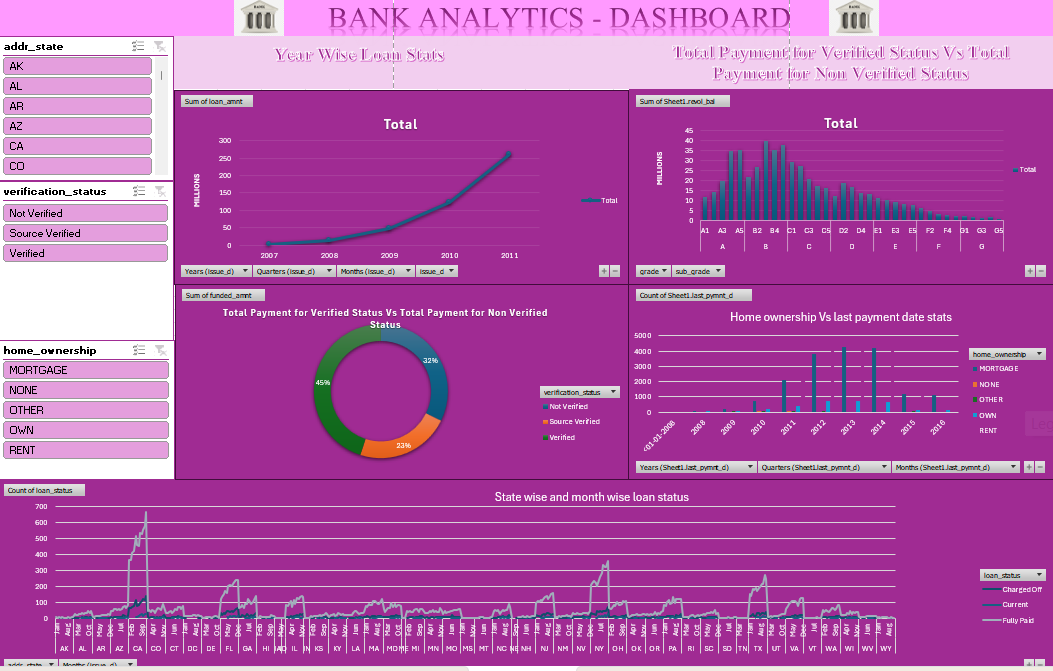 BANK ANALYTICS - DASHBOARD
addr_state
AK
AL
AR
AZ
CA
CO
verification_status
Not Verified
Source Verified
Verified
home_ownership
MORTGAGE
NONE
OTHER
OWN
RENT
Year Wise Loan Stats
Sum of loan_amnt
Total
MILLIONS
300
250
200
150
100
50
0
2007 2008 2009 2010 2011
Total
Years (issue_d) Quarters (issue_d) Months (issue_d) issue_d
Total Payment for Verified Status Vs Total
Payment for Non Verified Status
Sum of Sheet1.revol_bal
Total
MILLIONS
45
40
35
30
25
20
15
10
5
0
A1 A3 A5 B2 B4 C1 C3 C5 D2 D4 E1 E3 E5 F2 F4 G1 G3 G5
A B C D E F G
Total
grade sub_grade
Sum of funded_amnt
Total Payment for Verified Status Vs Total Payment for Non Verified
Status
32%
45%
23%
verification_status
Not Verified
Source Verified
Verified
Count of Sheet1.last_pymnt_d
Home ownership Vs last payment date stats
5000
4000
3000
2000
1000
0
2008 2009 2010 2011 2012 2013 2014 2015 2016
home_ownership
MORTGAGE
NONE
OTHER
OWN
RENT
Years (Sheet1.last_pymnt_d) Quarters (Sheet1.last_pymnt_d) Months (Sheet1.last_pymnt_d)
Count of loan_status
State wise and month wise loan status
700
600
500
400
300
200
100
0
AK AL AR AZ CA CO CT DC DE FL GA HI IL IN KS KY LA MA MI MN MO MS MT NC NH NJ NM NV NY OH OK OR PA RI SC SD TN TX UT VA VT WA WI WV WY
loan_status
Charged Off
Current
Fully Paid
addr_state Months (issue_d)